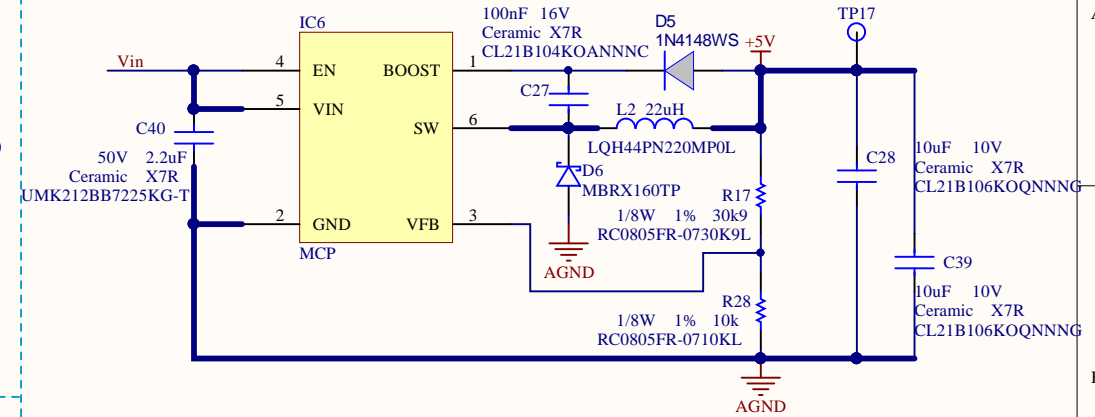 Vin
IC6
4 EN
5 VIN
2 GND
BOOST 1
SW 6
VFB 3
MCP
C40
50V 2.2uF
Ceramic X7R
UMK212BB7225KG-T
100nF 16V
Ceramic X7R
CL21B104KOANNNC
C27
D5
1N4148WS
+5V
TP17
L2 22uH
LQH44PN220MP0L
D6
MBRX160TP
AGND
R17
1/8W 1% 30k9
RC0805FR-0730K9L
R28
1/8W 1% 10k
RC0805FR-0710KL
AGND
C28
10uF 10V
Ceramic X7R
CL21B106KOQNNNG
C39
10uF 10V
Ceramic X7R
CL21B106KOQNNNG